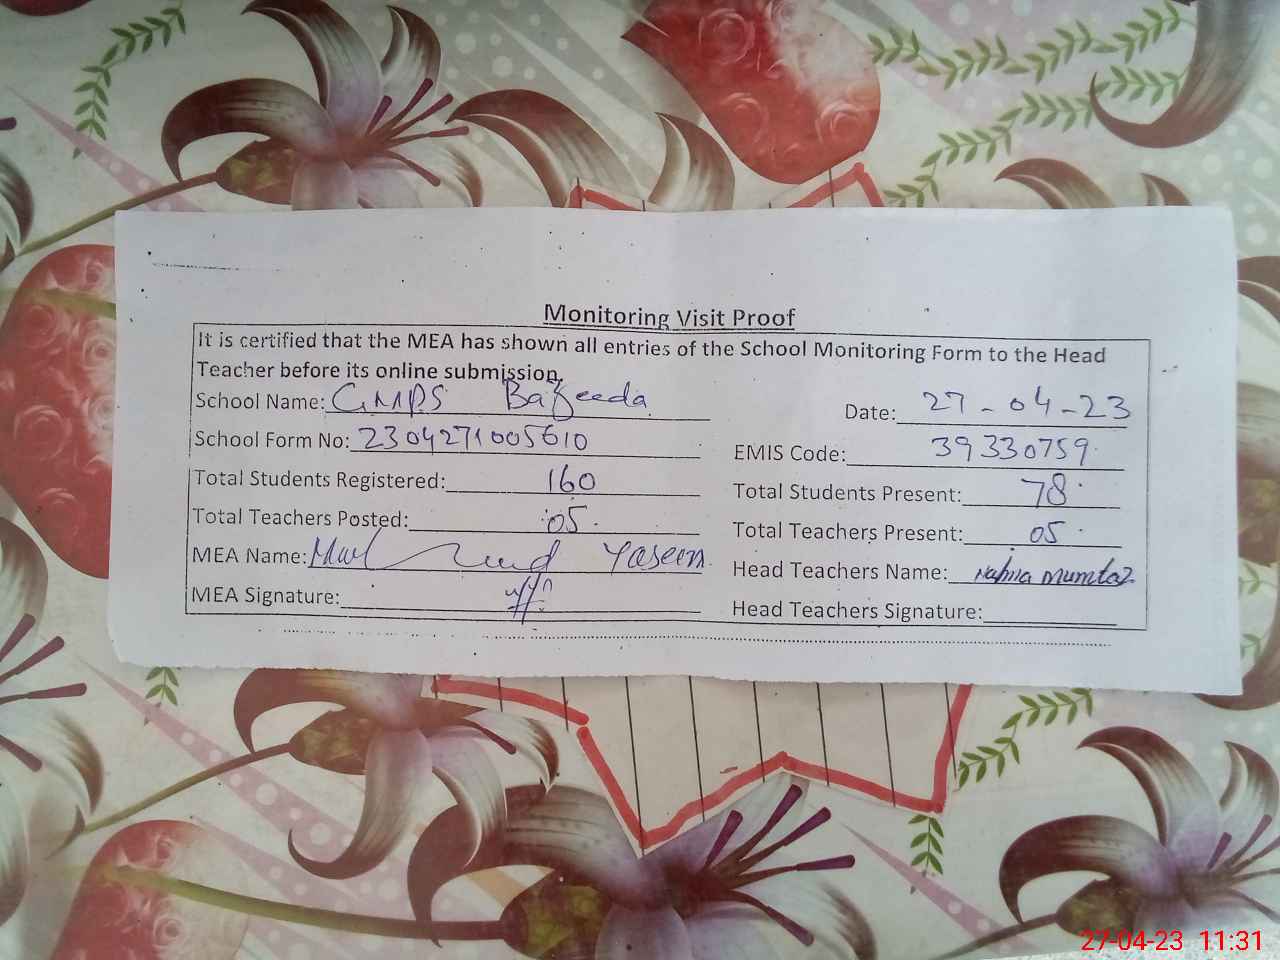 Monitoring Visit Proof
It is certified that the MEA has shown all entries of the School Monitoring Form to the Head
Teacher before its online submission.
School Name: GMPS Bazeeda Date: 27-04-23
School Form No: 2304271005610 EMIS Code: 39330759
Total Students Registered: 160 Total Students Present: 78
Total Teachers Posted: 05 Total Teachers Present: 05
MEA Name: Yaseen Head Teachers Name: Mumtaz
MEA Signature: Head Teachers Signature:
27-04-23 11:31